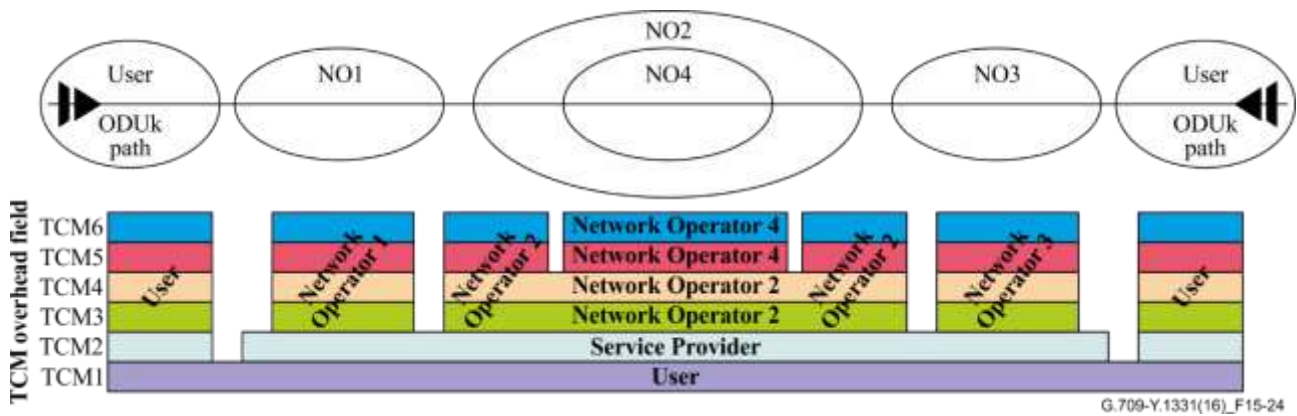 NO2
User
NO1
NO4
NO3
User
ODUk
path
ODUk
path
TCM overhead field
TCM6
Network Operator 4
TCM5
Network Operator 4
TCM4
Network Operator 2
TCM3
Network Operator 2
TCM2
Service Provider
TCM1
User
User
Network
Operator 1
Network
Operator 2
Network
Operator 2
Network
Operator 3
User
G.709-Y.1331(16)_F15-24